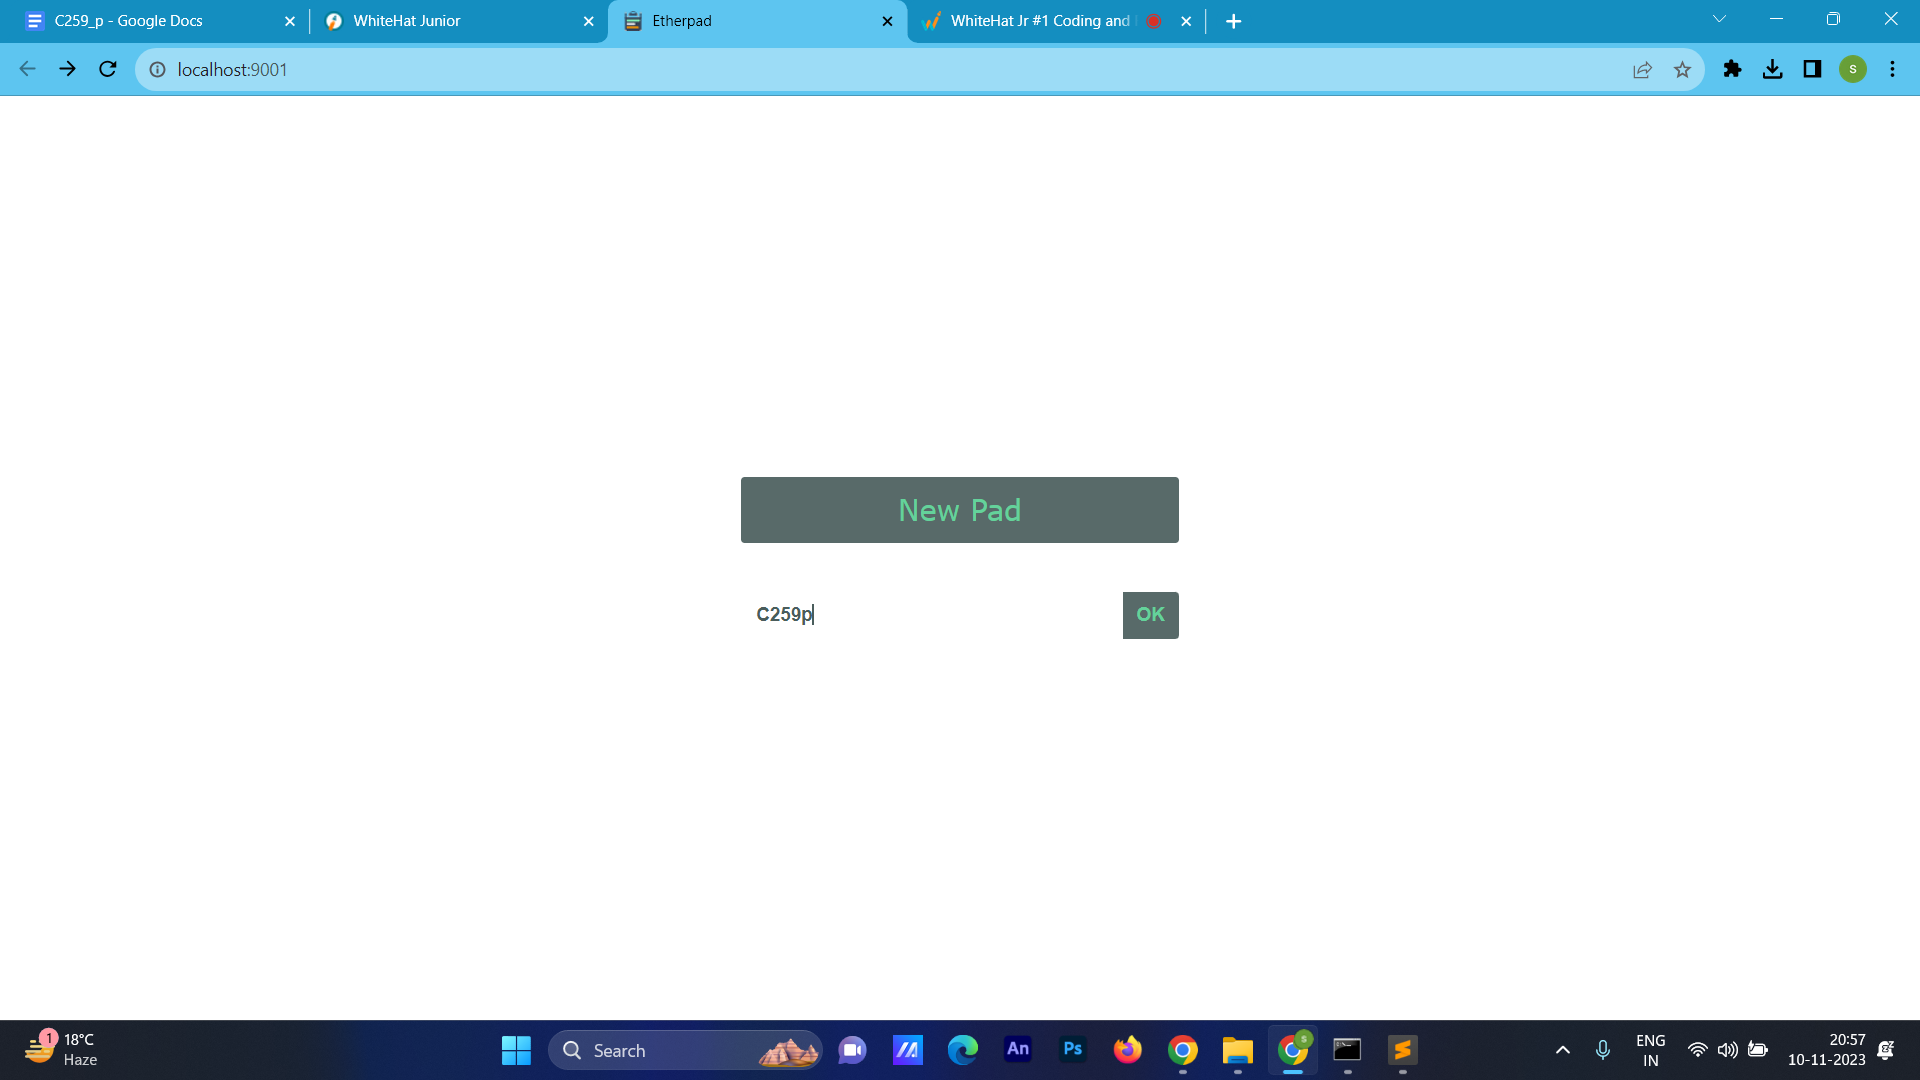 C259_p - Google Docs
WhiteHat Junior
Etherpad
WhiteHat Jr #1 Coding and
localhost:9001
S
New Pad
C259p
OK
1
18°C
Haze
Search
An
Ps
S
ENG
IN
20:57
10-11-2023